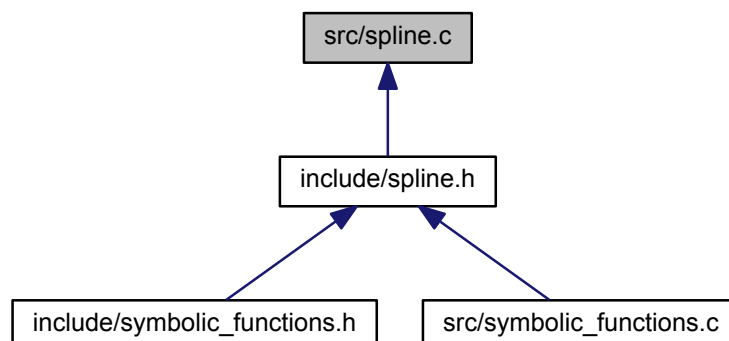 src/spline.c
include/spline.h
include/symbolic_functions.h
src/symbolic_functions.c